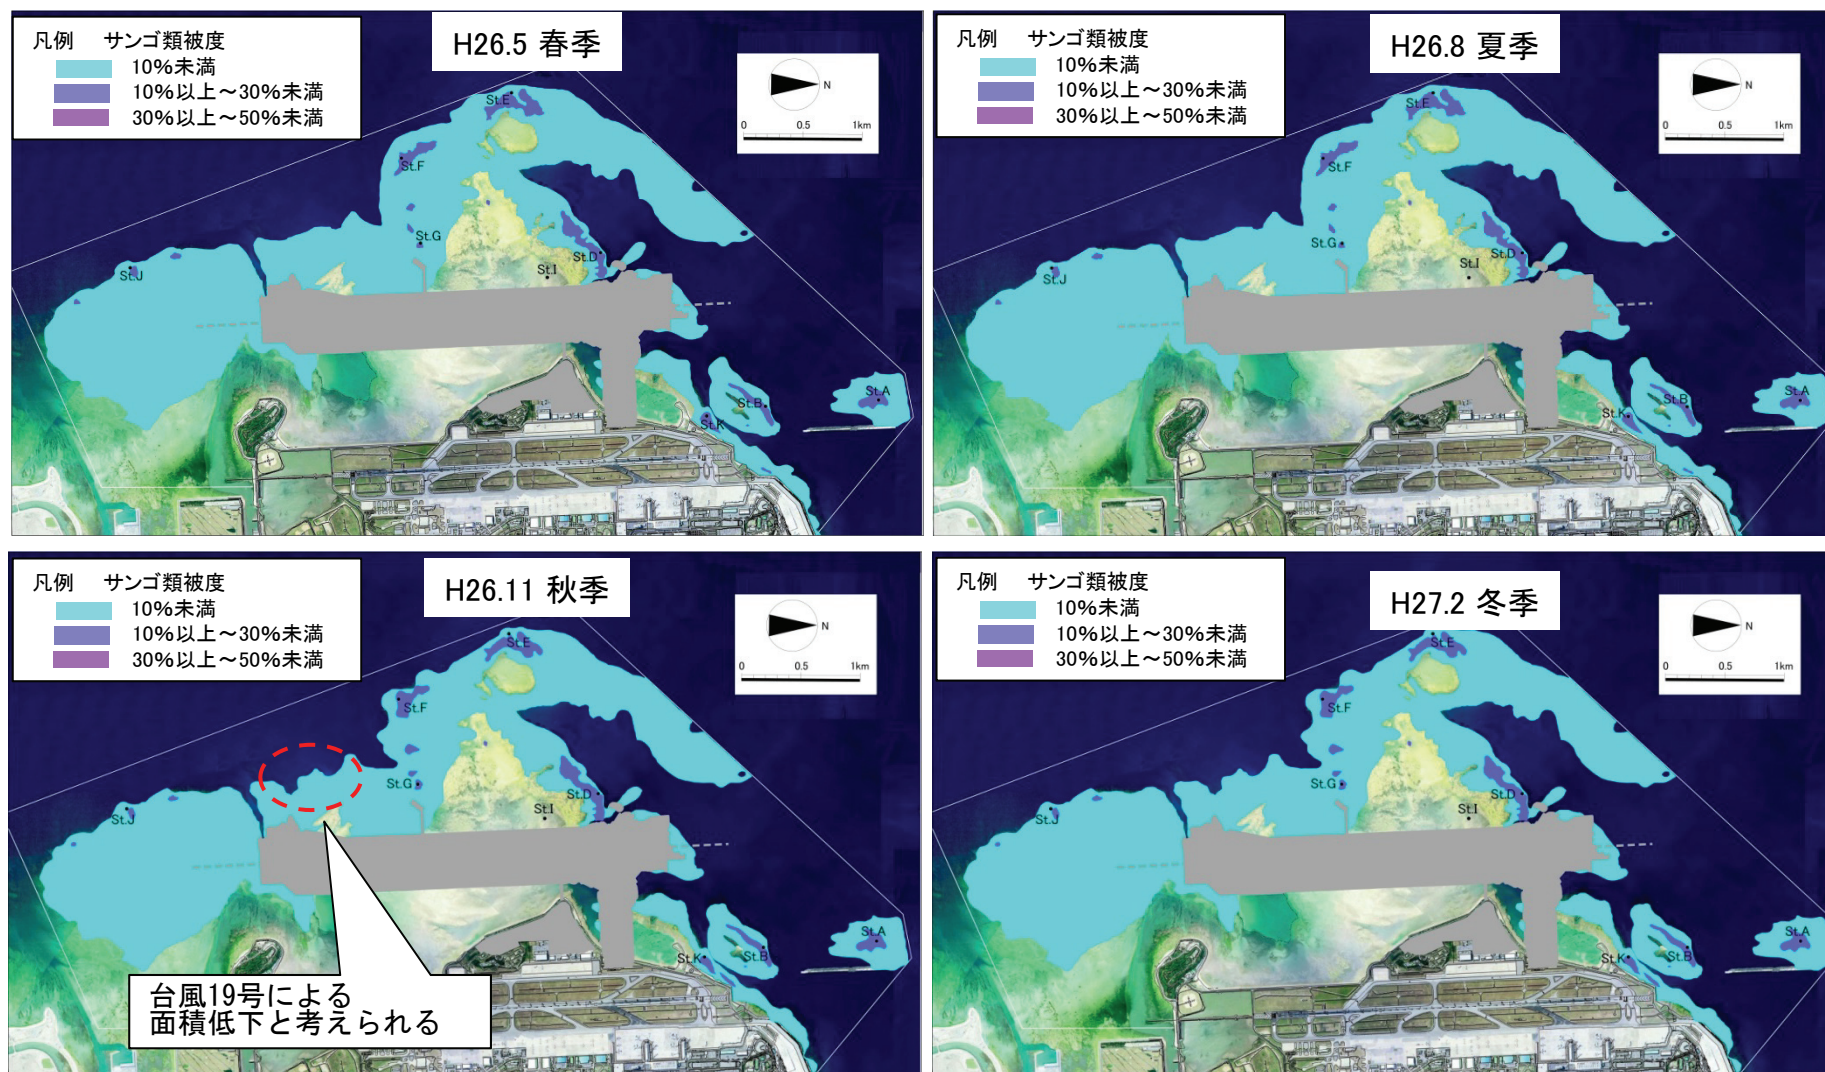 凡例 サンゴ類被度
10%未満
10%以上～30%未満
30%以上～50%未満
H26.5 春季
N
0 0.5 1km
St.E
St.F
St.G
St.D
St.I
St.J
St.A
St.B
St.K
凡例 サンゴ類被度
10%未満
10%以上～30%未満
30%以上～50%未満
H26.8 夏季
N
0 0.5 1km
St.E
St.F
St.G
St.D
St.I
St.J
St.A
St.B
St.K
凡例 サンゴ類被度
10%未満
10%以上～30%未満
30%以上～50%未満
H26.11 秋季
N
0 0.5 1km
St.E
St.F
St.G
St.D
St.I
St.J
St.A
St.B
St.K
台風19号による
面積低下と考えられる
凡例 サンゴ類被度
10%未満
10%以上～30%未満
30%以上～50%未満
H27.2 冬季
N
0 0.5 1km
St.E
St.F
St.G
St.D
St.I
St.J
St.A
St.B
St.K